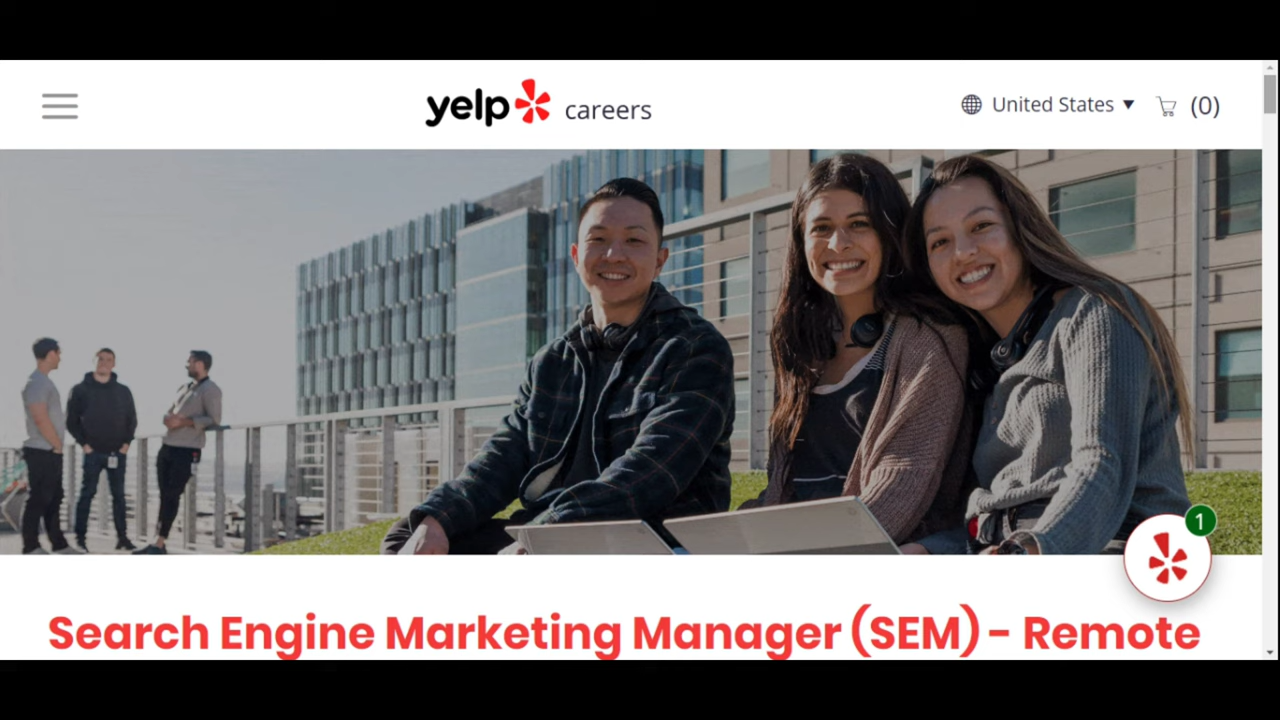 yelp careers
United States ▼ (0)
1
Search Engine Marketing Manager (SEM) – Remote